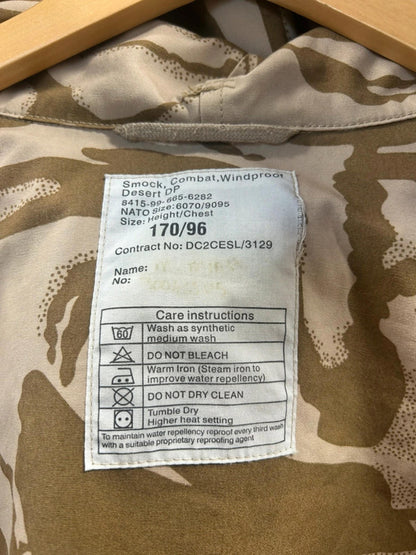 Smock, Combat,Windproof
Desert DP
8415-99-665-6282
NATO Size:6070/9095
Size: Height/Chest
170/96
Contract No: DC2CESL/3129
Name:
No:
Care instructions
60
Wash as synthetic
medium wash
DO NOT BLEACH
Warm Iron (Steam iron to
improve water repellency)
DO NOT DRY CLEAN
Tumble Dry
Higher heat setting
To maintain water repellency reproof every third wash
with a suitable proprietary reproofing agent